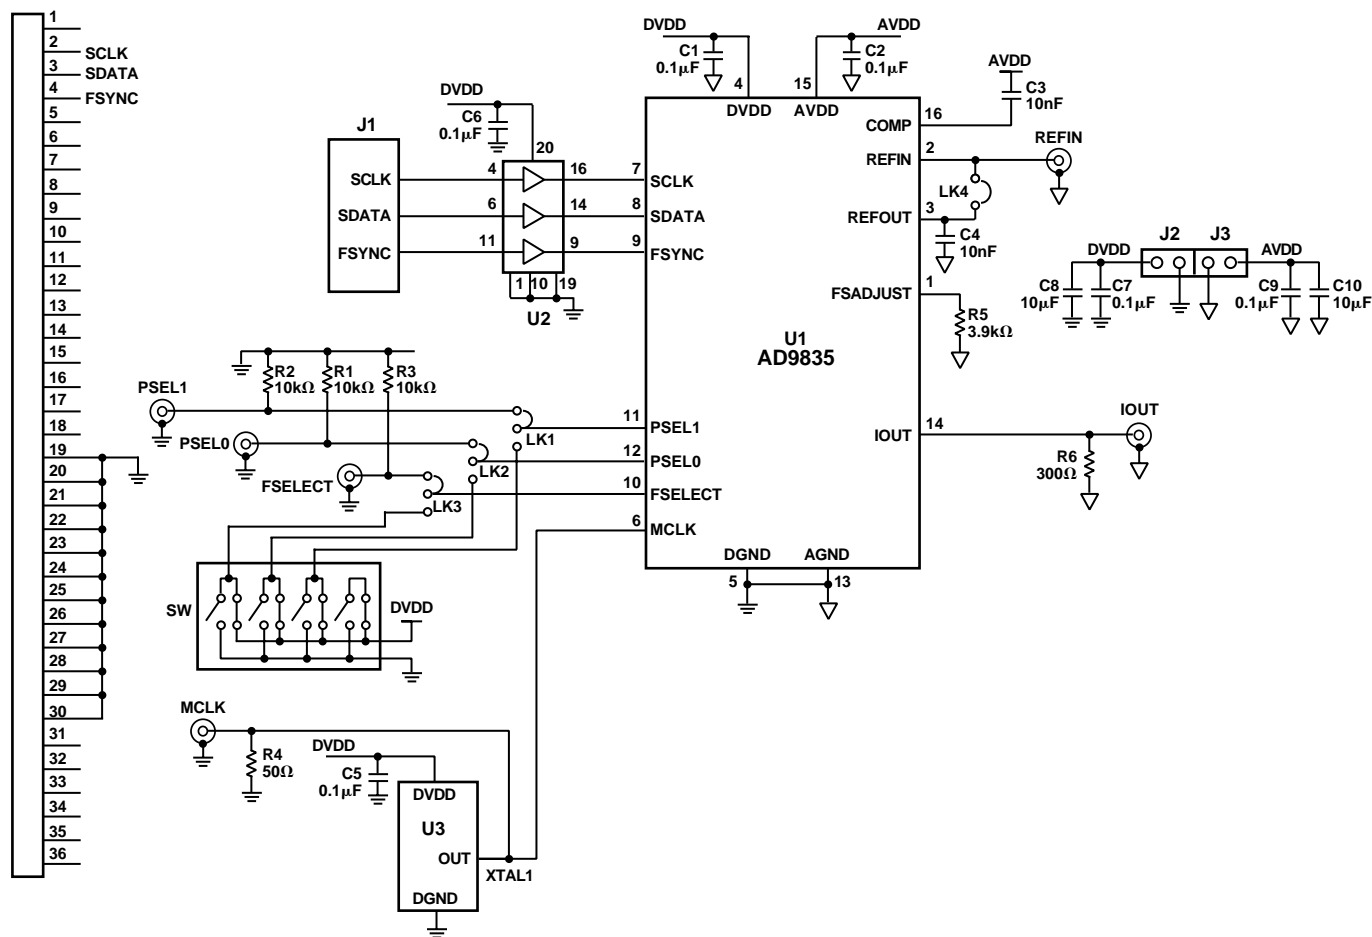 1
2
SCLK
3
SDATA
4
FSYNC
5
6
7
8
9
10
11
12
13
14
15
16
17
18
19
20
21
22
23
24
25
26
27
28
29
30
31
32
33
34
35
36
J1
SCLK
SDATA
FSYNC
DVDD
C6
0.1µF
20
4
16
6
14
11
9
1
10
19
U2
DVDD
C1
0.1µF
4
DVDD
AVDD
C2
0.1µF
15
AVDD
7
SCLK
8
SDATA
9
FSYNC
U1
AD9835
11
PSEL1
12
PSEL0
10
FSELECT
6
MCLK
DGND
5
AGND
13
COMP
16
AVDD
C3
10nF
REFIN
2
REFIN
LK4
REFOUT
3
C4
10nF
FSADJUST
1
R5
3.9kΩ
IOUT
14
IOUT
R6
300Ω
J2
J3
DVDD
AVDD
C8
10µF
C7
0.1µF
C9
0.1µF
C10
10µF
R2
10kΩ
R1
10kΩ
R3
10kΩ
PSEL1
PSEL0
FSELECT
LK1
LK2
LK3
SW
DVDD
MCLK
R4
50Ω
DVDD
C5
0.1µF
DVDD
U3
OUT
DGND
XTAL1